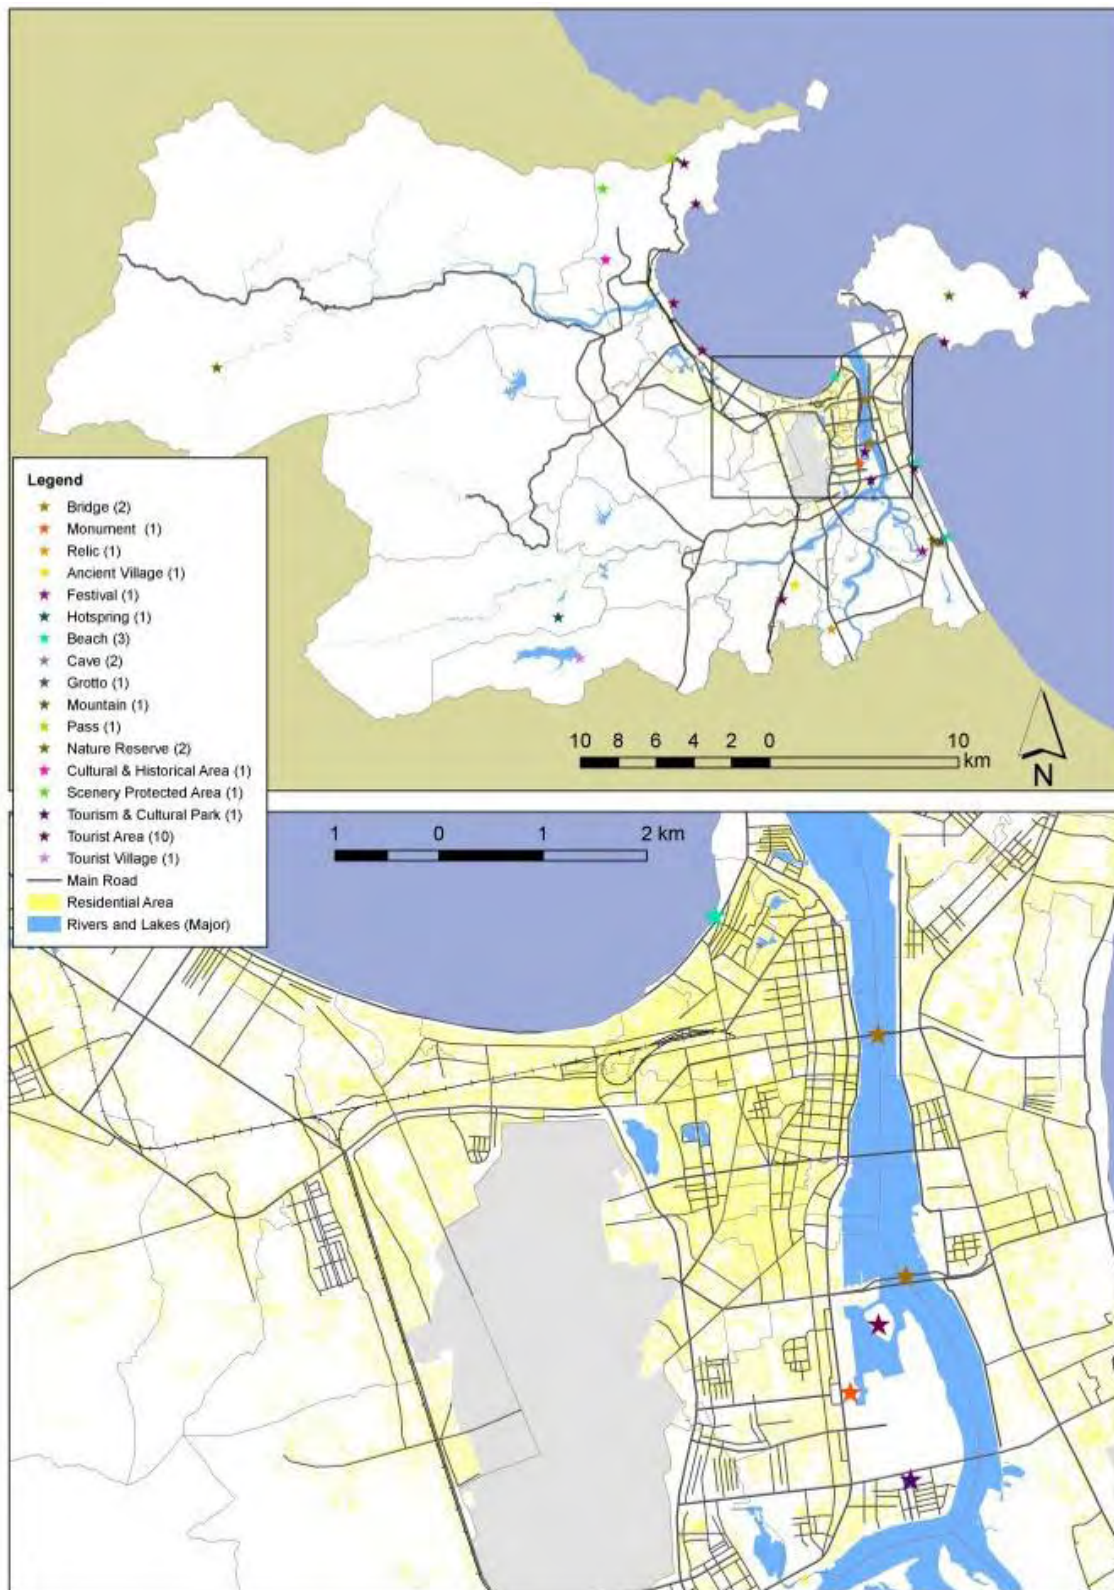 Legend
Bridge (2)
Monument (1)
Relic (1)
Ancient Village (1)
Festival (1)
Hotspring (1)
Beach (3)
Cave (2)
Grotto (1)
Mountain (1)
Pass (1)
Nature Reserve (2)
Cultural & Historical Area (1)
Scenery Protected Area (1)
Tourism & Cultural Park (1)
Tourist Area (10)
Tourist Village (1)
Main Road
Residential Area
Rivers and Lakes (Major)
10 8 6 4 2 0 10
km
N
1 0 1 2 km